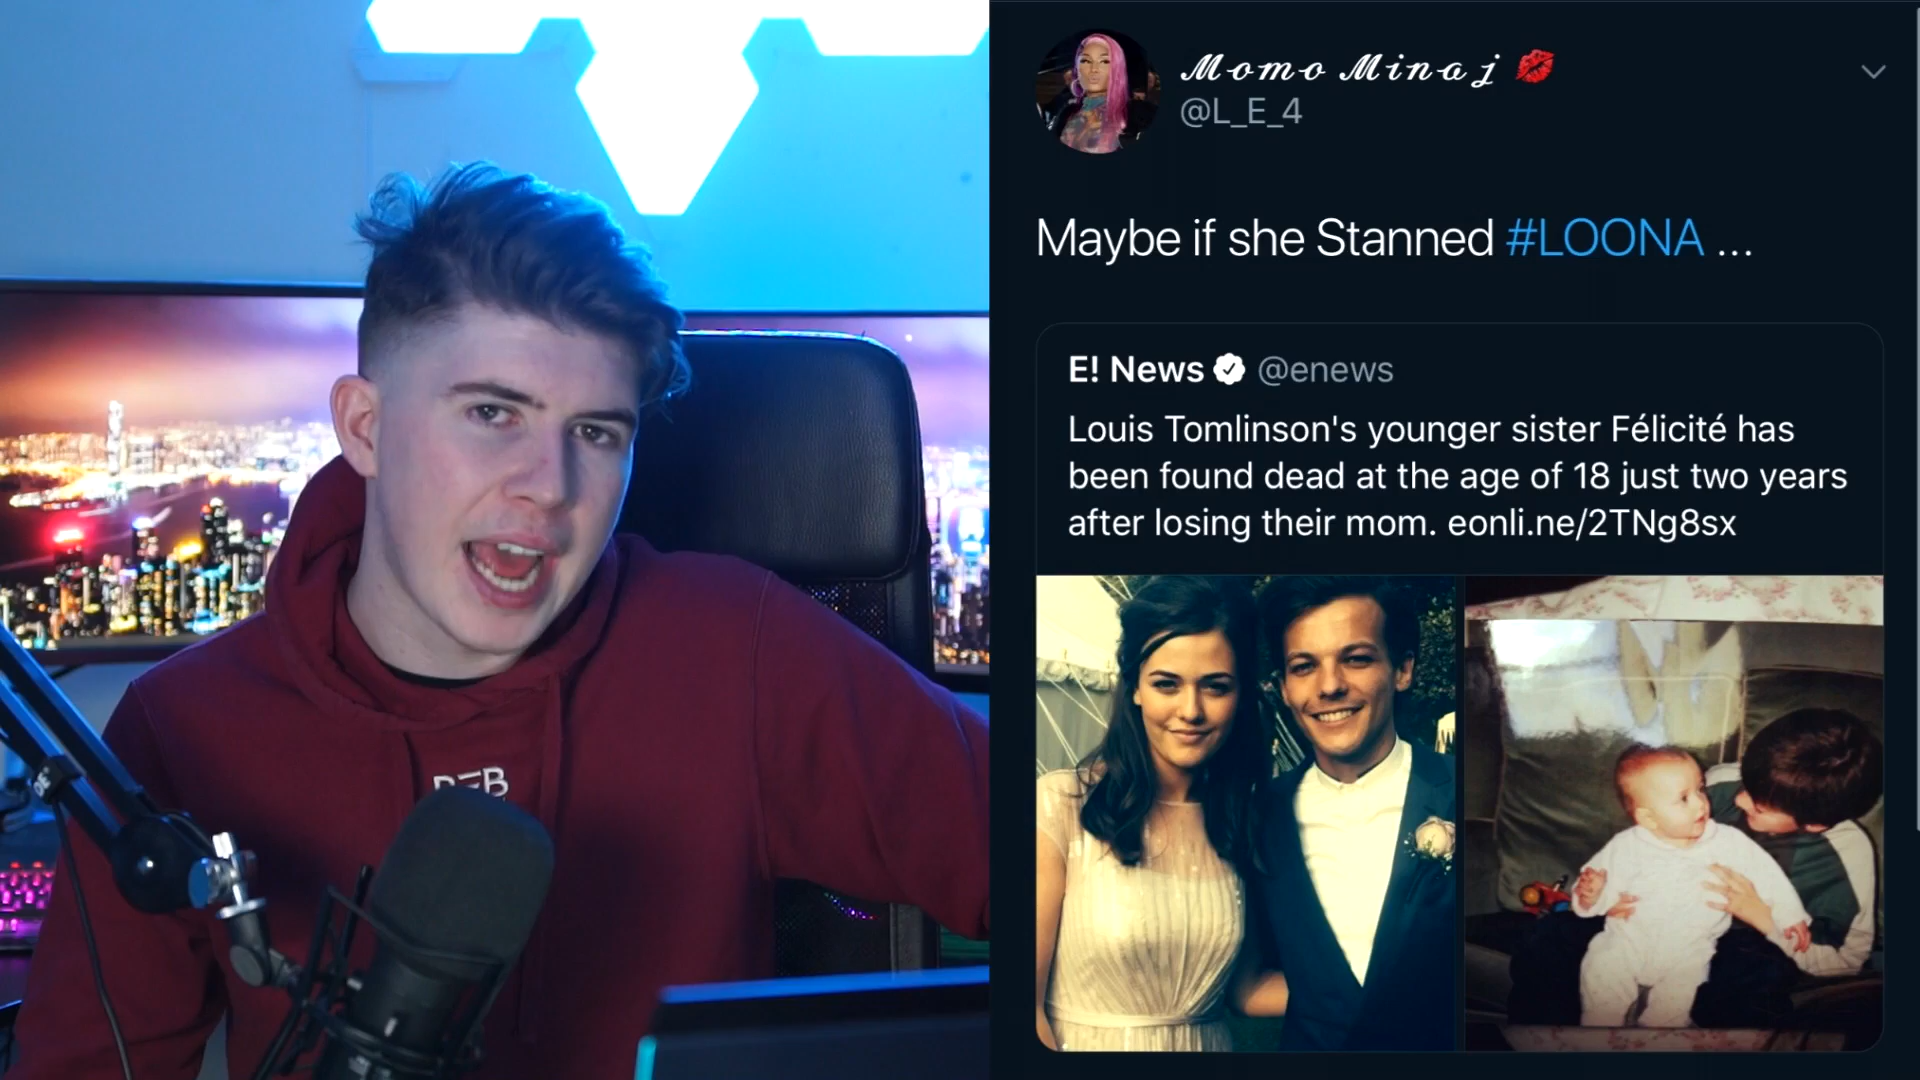 𝓜𝓸𝓶𝓸 𝓜𝓲𝓷𝓪𝓳 💋
@L_E_4
Maybe if she Stanned #LOONA ...
E! News @enews
Louis Tomlinson's younger sister Félicité has
been found dead at the age of 18 just two years
after losing their mom. eonli.ne/2TNg8sx